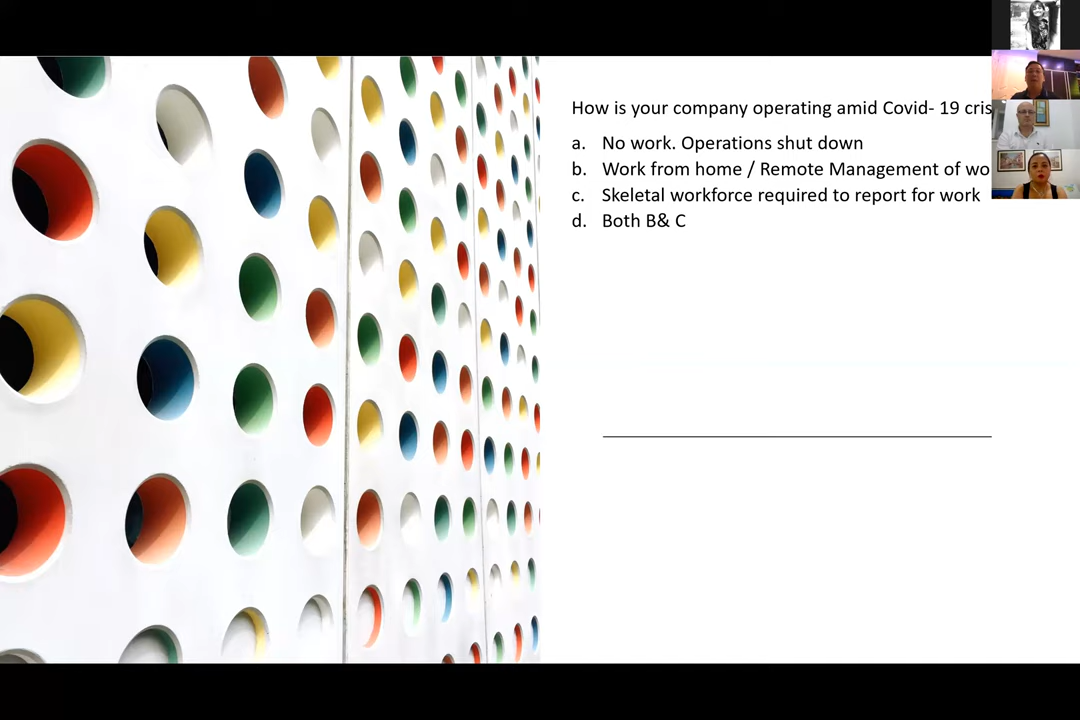 How is your company operating amid Covid- 19 cris
a. No work. Operations shut down
b. Work from home / Remote Management of wo
c. Skeletal workforce required to report for work
d. Both B& C